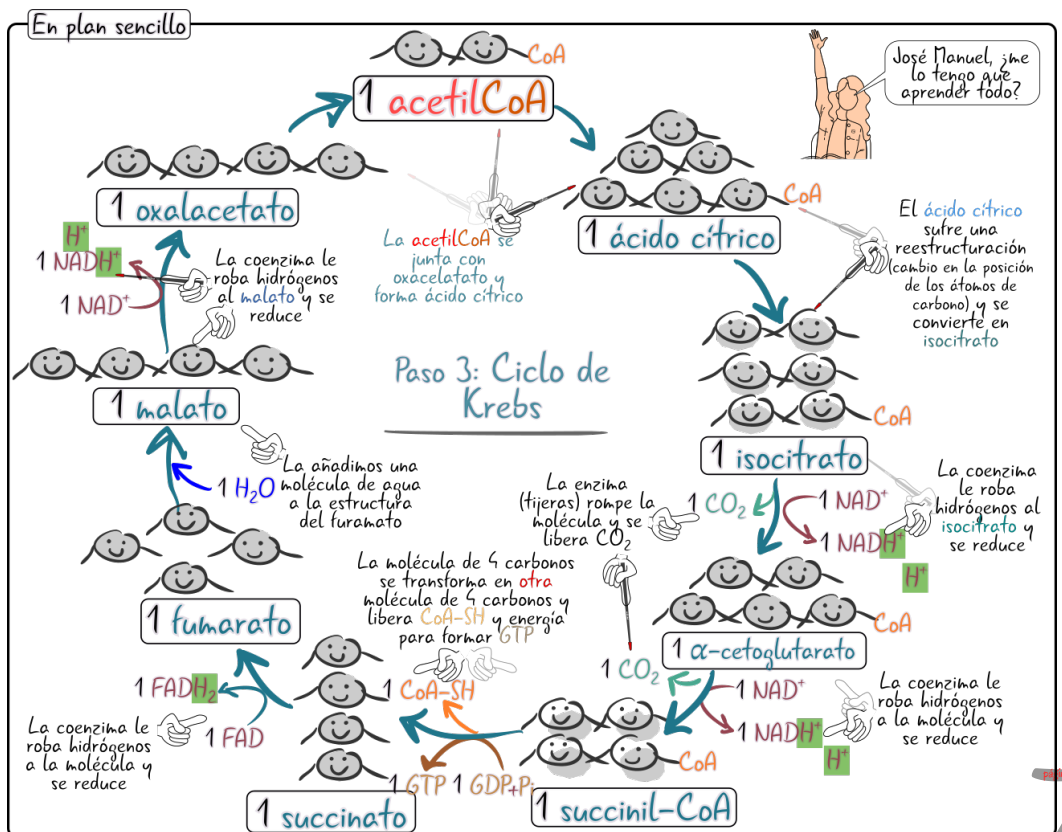 En plan sencillo
CoA
1 acetilCoA
José Manuel, ¿me
lo tengo que
aprender todo?
1 oxalacetato
CoA
1 ácido cítrico
La acetilCoA se
junta con
oxacelatato y
forma ácido cítrico
El ácido cítrico
sufre una
reestructuración
(cambio en la posición
de los átomos de
carbono) y se
convierte en
isocitrato
H+
1 NADH+
1 NAD+
La coenzima le
roba hidrógenos
al malato y se
reduce
Paso 3: Ciclo de
Krebs
1 malato
CoA
1 isocitrato
1 H₂O
La añadimos una
molécula de agua
a la estructura
del furamato
La enzima
(tijeras) rompe la
molécula y se
libera CO₂
1 CO₂
1 NAD+
1 NADH+
H+
La coenzima
le roba
hidrógenos al
isocitrato y
se reduce
La molécula de 4 carbonos
se transforma en otra
molécula de 4 carbonos y
libera CoA-SH y energía
para formar GTP
1 fumarato
CoA
1 α-cetoglutarato
1 CO₂
1 NAD+
1 NADH+
H+
La coenzima le
roba hidrógenos
a la molécula y
se reduce
1 FADH₂
1 FAD
La coenzima le
roba hidrógenos
a la molécula y
se reduce
1 CoA-SH
CoA
1 GTP
1 GDP+Pi
1 succinato
1 succinil-CoA